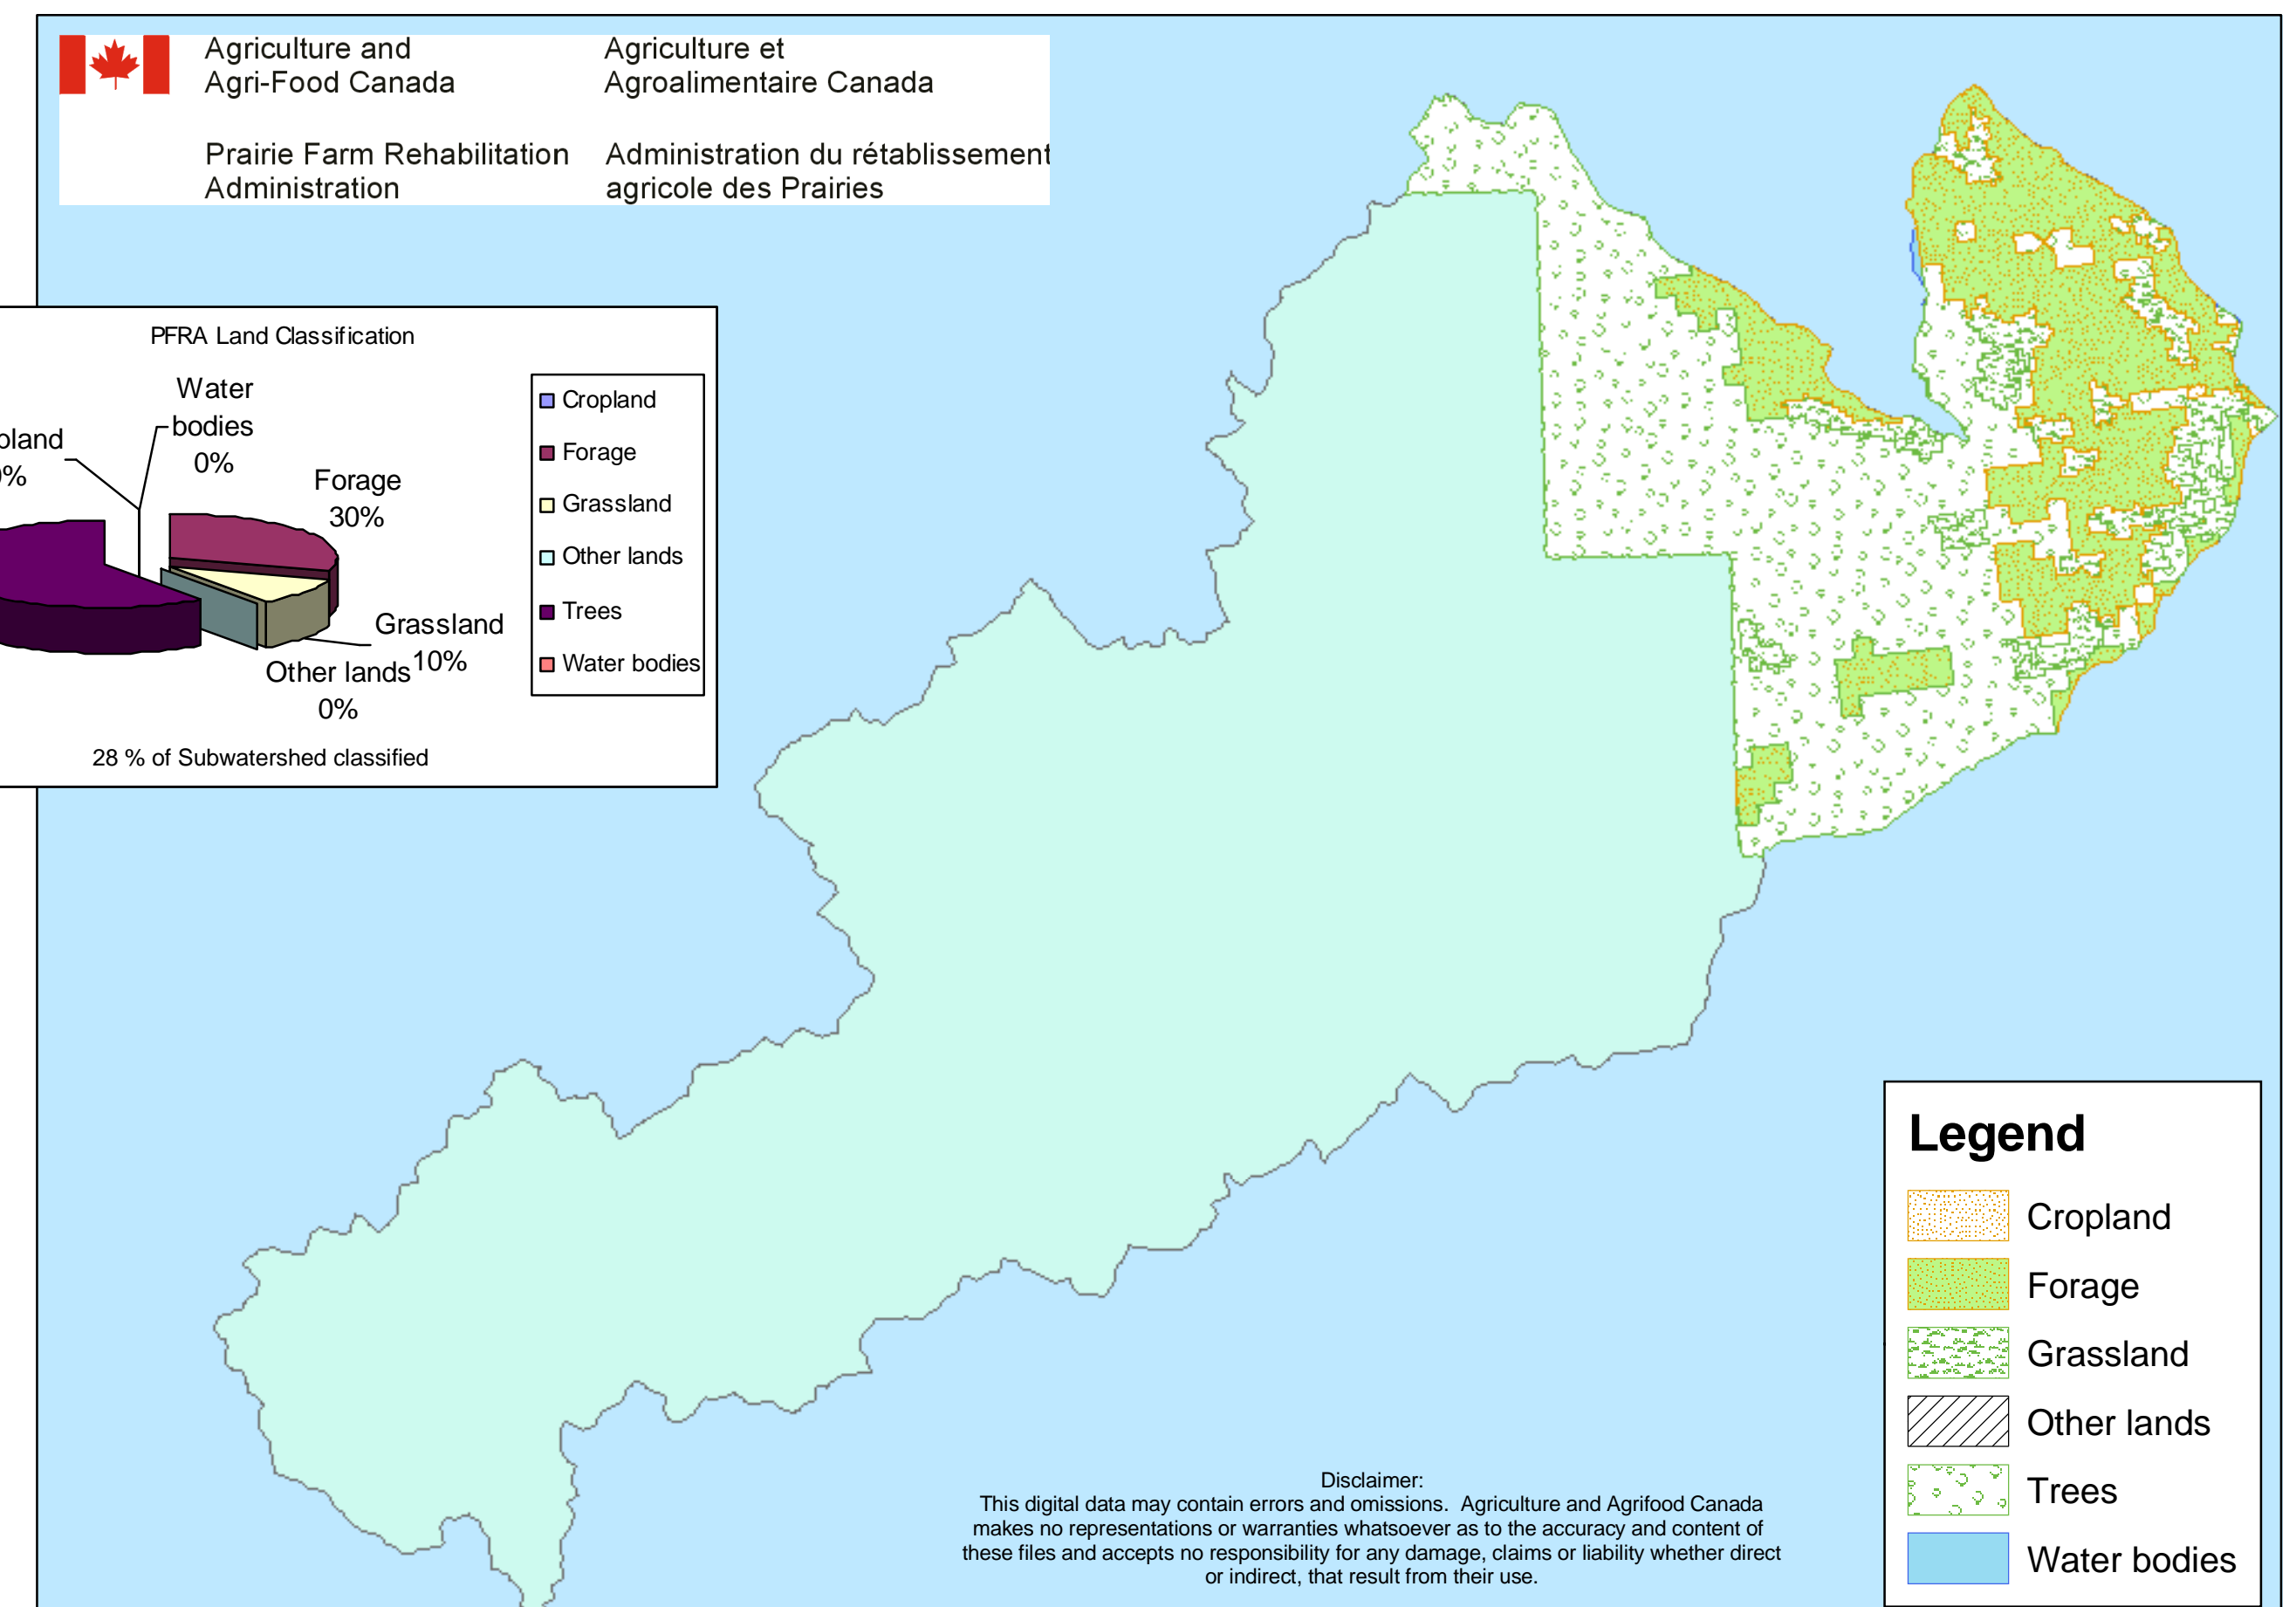 Agriculture and
Agri-Food Canada
Agriculture et
Agroalimentaire Canada
Prairie Farm Rehabilitation
Administration
Administration du rétablissement
agricole des Prairies
PFRA Land Classification
Water
bodies
0%
Forage
30%
Grassland
10%
Other lands
0%
Cropland
Forage
Grassland
Other lands
Trees
Water bodies
28 % of Subwatershed classified
Legend
Cropland
Forage
Grassland
Other lands
Trees
Water bodies
Disclaimer:
This digital data may contain errors and omissions. Agriculture and Agrifood Canada
makes no representations or warranties whatsoever as to the accuracy and content of
these files and accepts no responsibility for any damage, claims or liability whether direct
or indirect, that result from their use.